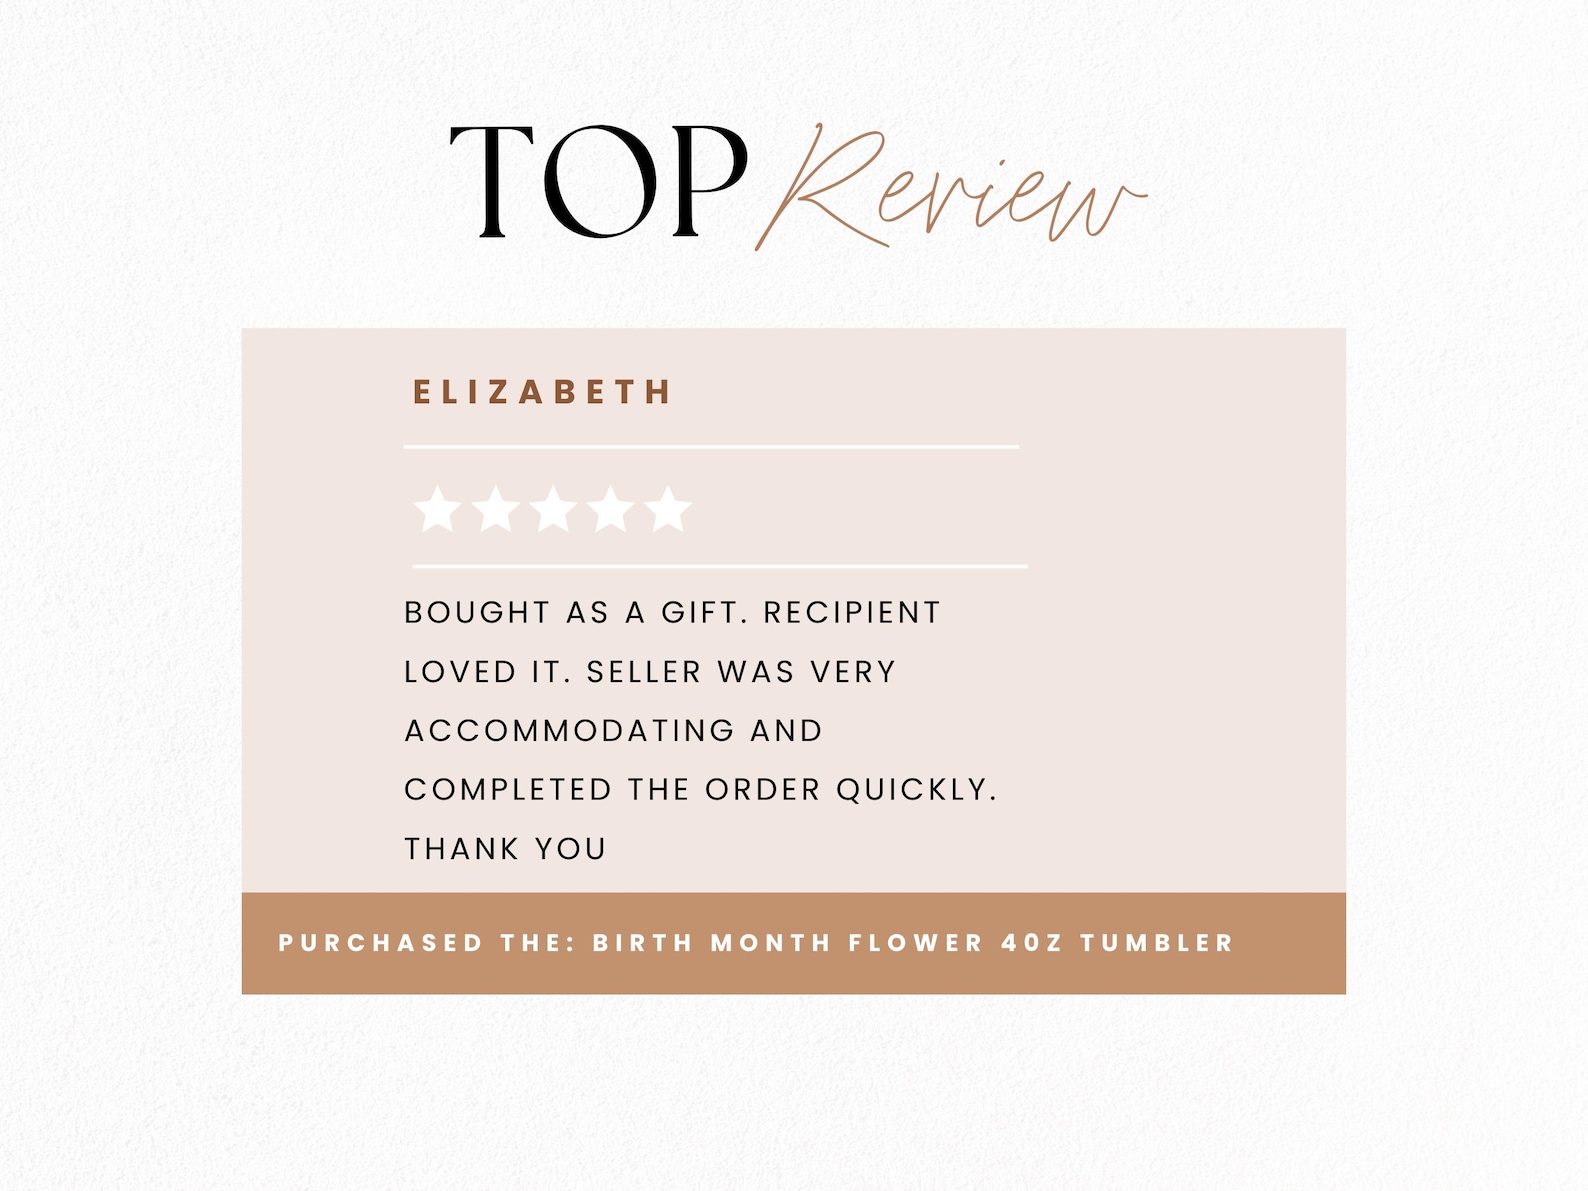 TOP Review
ELIZABETH
BOUGHT AS A GIFT. RECIPIENT
LOVED IT. SELLER WAS VERY
ACCOMMODATING AND
COMPLETED THE ORDER QUICKLY.
THANK YOU
PURCHASED THE: BIRTH MONTH FLOWER 40Z TUMBLER